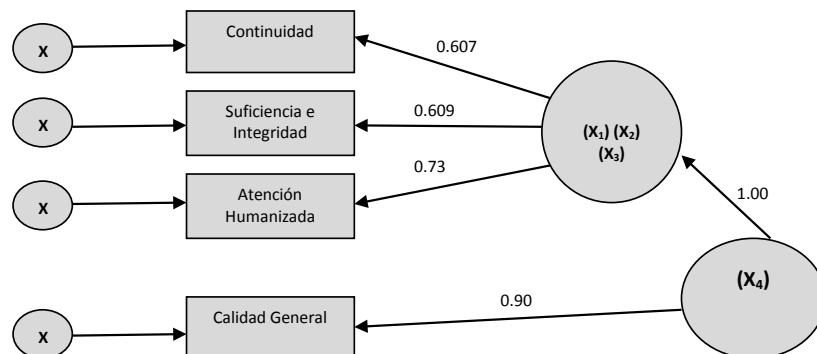 X
Continuidad
0.607
X
Suficiencia e
Integridad
0.609
(X₁) (X₂)
(X₃)
X
Atención
Humanizada
0.73
1.00
(X₄)
X
Calidad General
0.90